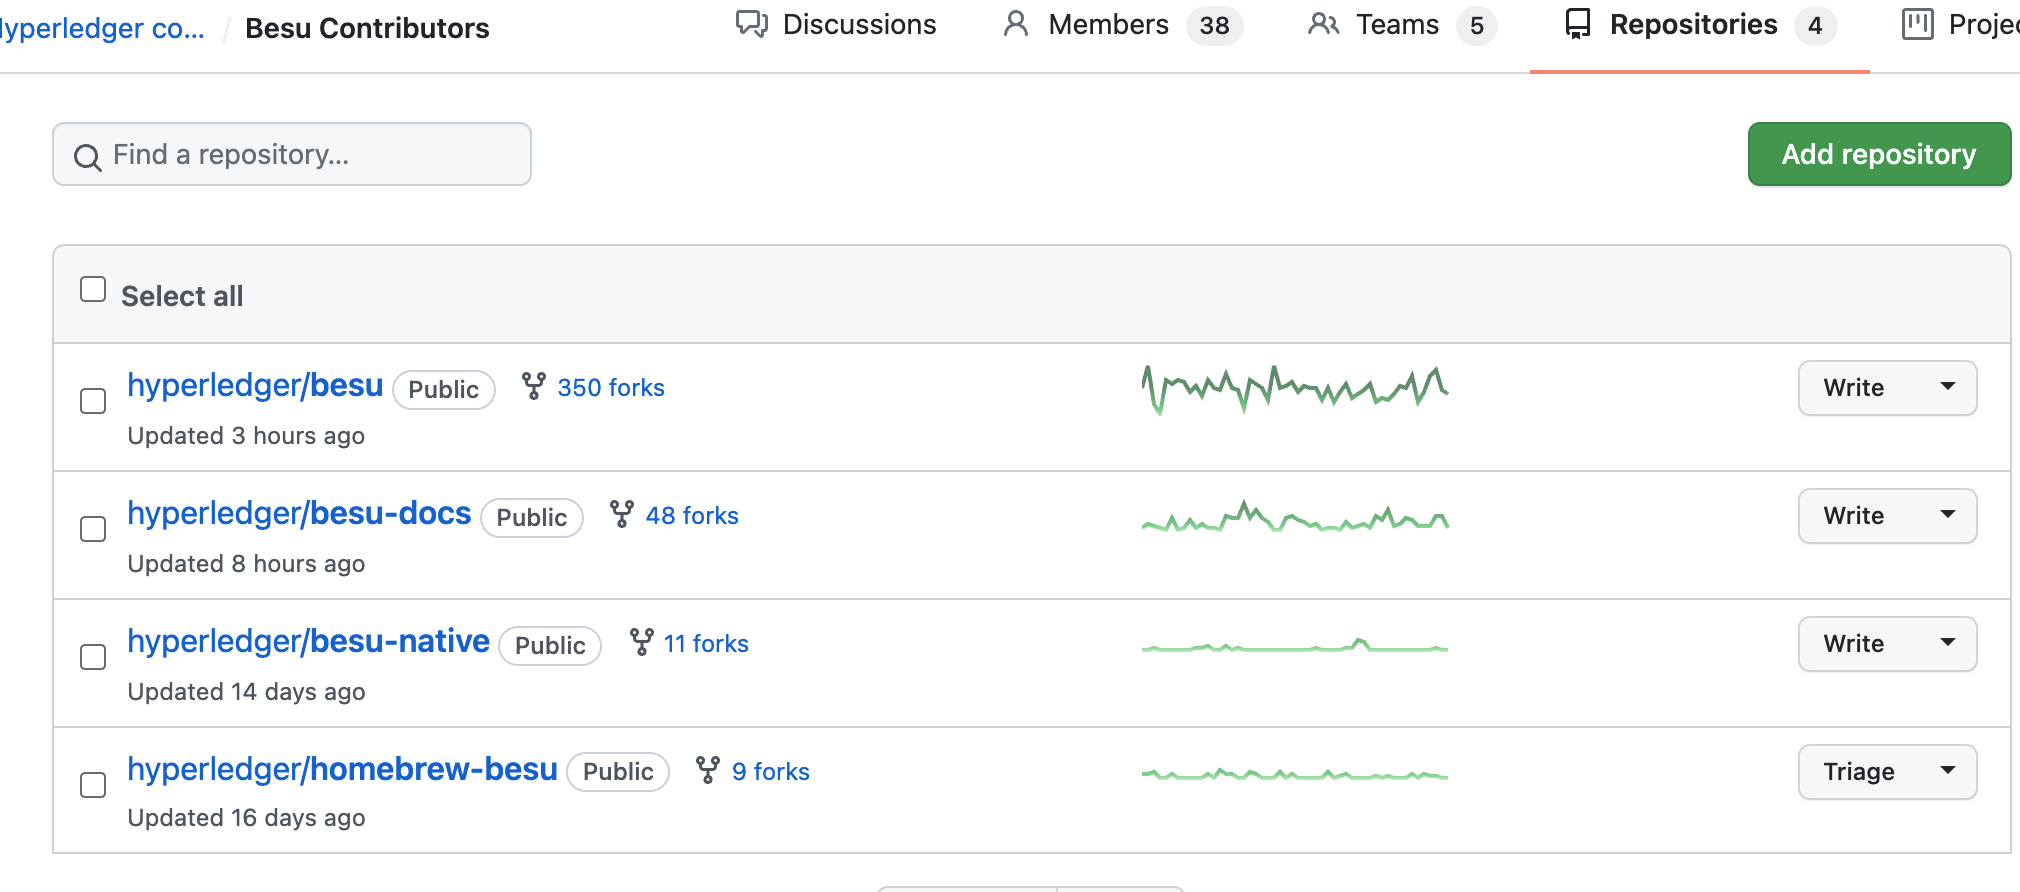 yperledger co... / Besu Contributors
Discussions Members 38 Teams 5 Repositories 4 Projec
Find a repository... Add repository
Select all
hyperledger/besu Public 350 forks Write
Updated 3 hours ago
hyperledger/besu-docs Public 48 forks Write
Updated 8 hours ago
hyperledger/besu-native Public 11 forks Write
Updated 14 days ago
hyperledger/homebrew-besu Public 9 forks Triage
Updated 16 days ago